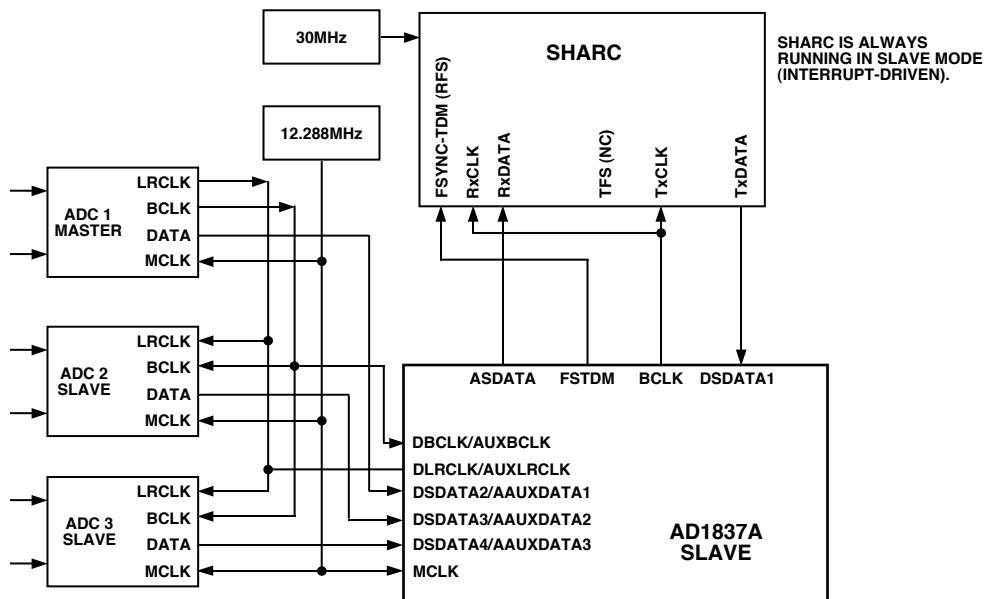 30MHz
SHARC
SHARC IS ALWAYS
RUNNING IN SLAVE MODE
(INTERRUPT-DRIVEN).
12.288MHz
FSYNC-TDM (RFS)
RxCLK
RxDATA
TFS (NC)
TxCLK
TxDATA
ADC 1
MASTER
LRCLK
BCLK
DATA
MCLK
ADC 2
SLAVE
LRCLK
BCLK
DATA
MCLK
ADC 3
SLAVE
LRCLK
BCLK
DATA
MCLK
ASDATA
FSTDM
BCLK
DSDATA1
DBCLK/AUXBCLK
DLRCLK/AUXLRCLK
DSDATA2/AAUXDATA1
DSDATA3/AAUXDATA2
DSDATA4/AAUXDATA3
MCLK
AD1837A
SLAVE